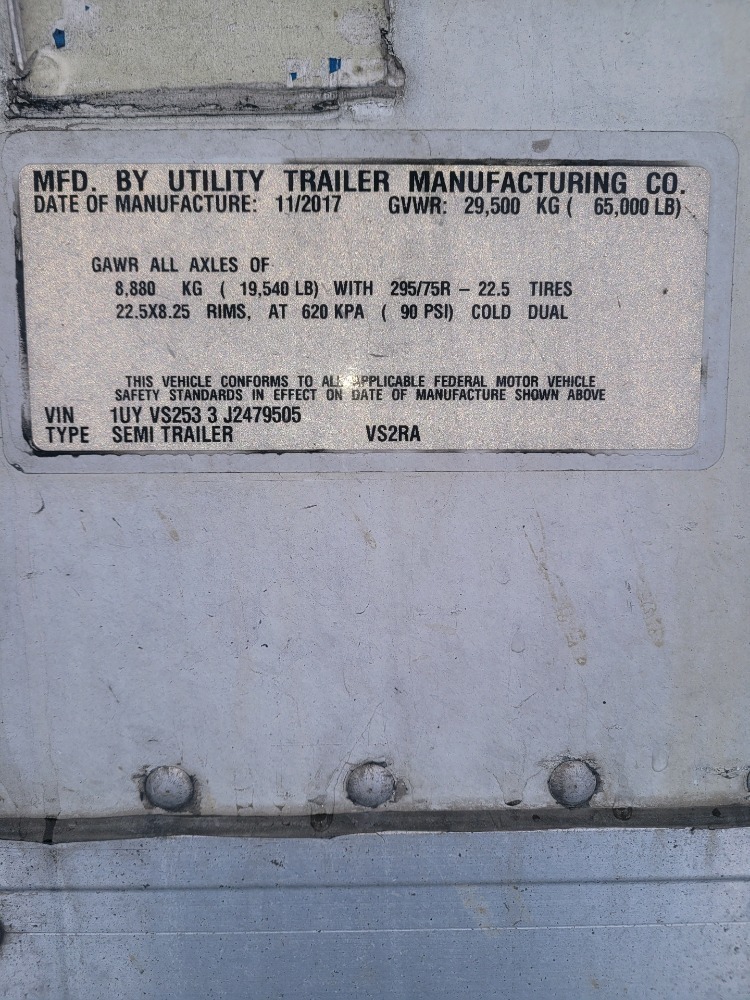 MFD. BY UTILITY TRAILER MANUFACTURING CO.
DATE OF MANUFACTURE: 11/2017 GVWR: 29,500 KG ( 65,000 LB)
GAWR ALL AXLES OF
8,880 KG ( 19,540 LB) WITH 295/75R – 22.5 TIRES
22.5X8.25 RIMS, AT 620 KPA ( 90 PSI) COLD DUAL
THIS VEHICLE CONFORMS TO ALL APPLICABLE FEDERAL MOTOR VEHICLE
SAFETY STANDARDS IN EFFECT ON DATE OF MANUFACTURE SHOWN ABOVE
VIN 1UY VS253 3 J2479505
TYPE SEMI TRAILER VS2RA